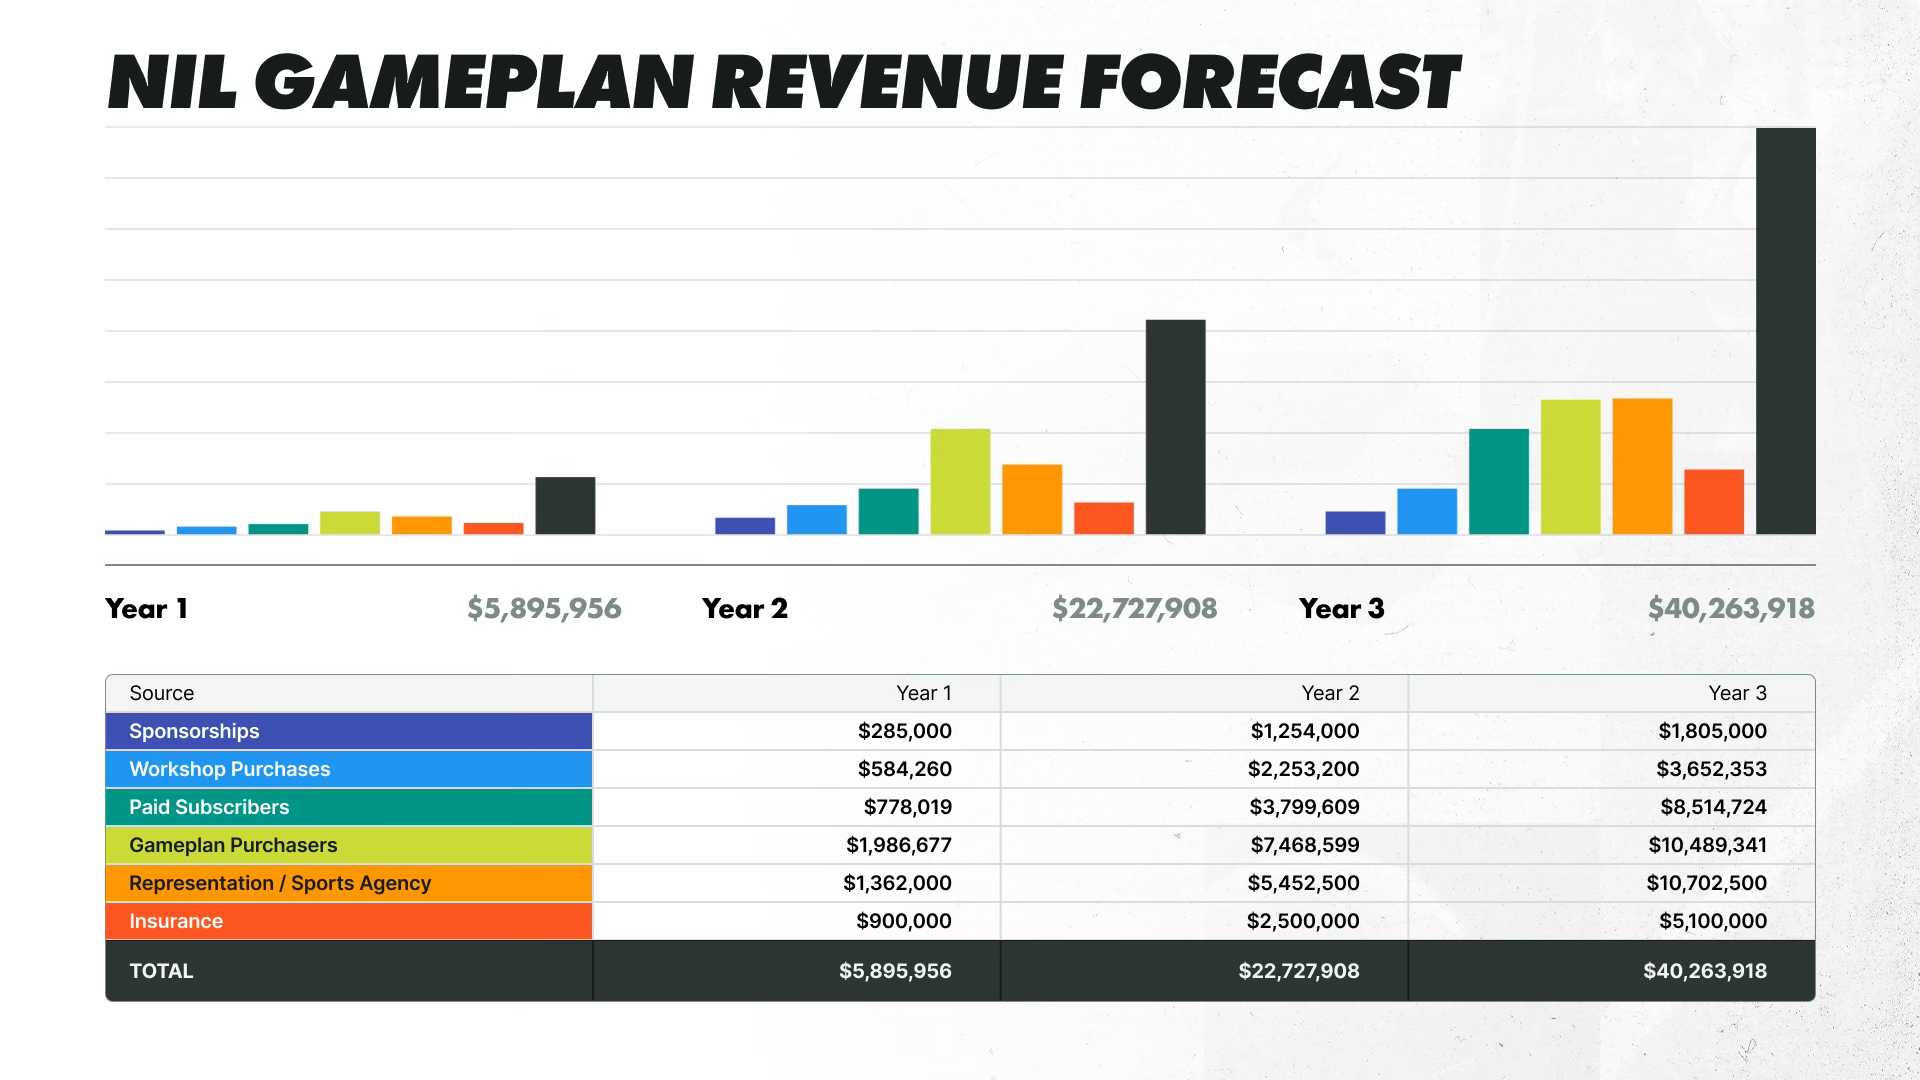 NIL GAMEPLAN REVENUE FORECAST
Year 1 $5,895,956 Year 2 $22,727,908 Year 3 $40,263,918
Source Year 1 Year 2 Year 3
Sponsorships $285,000 $1,254,000 $1,805,000
Workshop Purchases $584,260 $2,253,200 $3,652,353
Paid Subscribers $778,019 $3,799,609 $8,514,724
Gameplan Purchasers $1,986,677 $7,468,599 $10,489,341
Representation / Sports Agency $1,362,000 $5,452,500 $10,702,500
Insurance $900,000 $2,500,000 $5,100,000
TOTAL $5,895,956 $22,727,908 $40,263,918